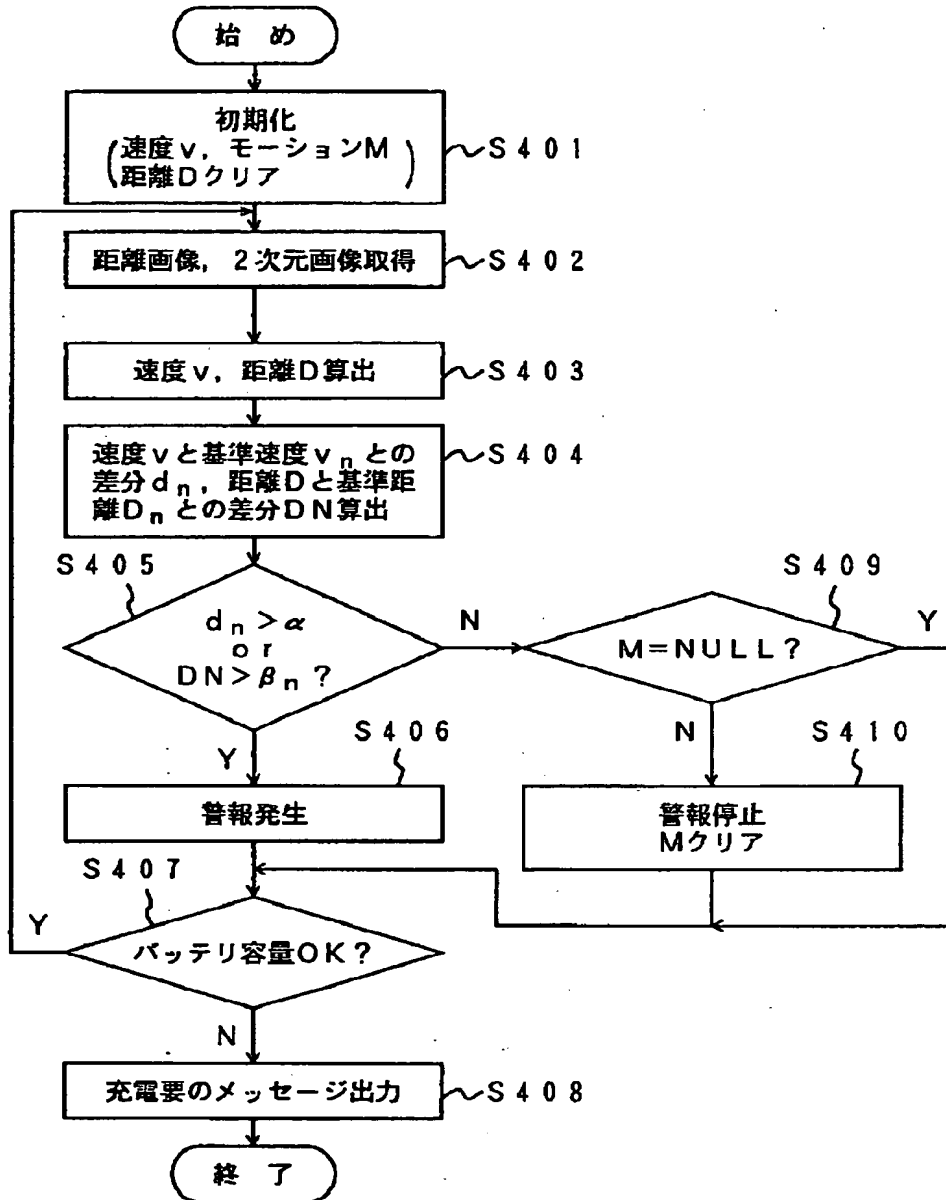 始 め
初期化
(速度v, モーションM
距離Dクリア)
S401
距離画像, 2次元画像取得
S402
速度v, 距離D算出
S403
速度vと基準速度vnとの
差分dn, 距離Dと基準距
離Dnとの差分DN算出
S404
S405
dn>α
or
DN>βn?
N
Y
S409
M=NULL?
Y
N
S406
警報発生
S410
警報停止
Mクリア
S407
バッテリ容量OK?
Y
N
充電要のメッセージ出力
S408
終 了